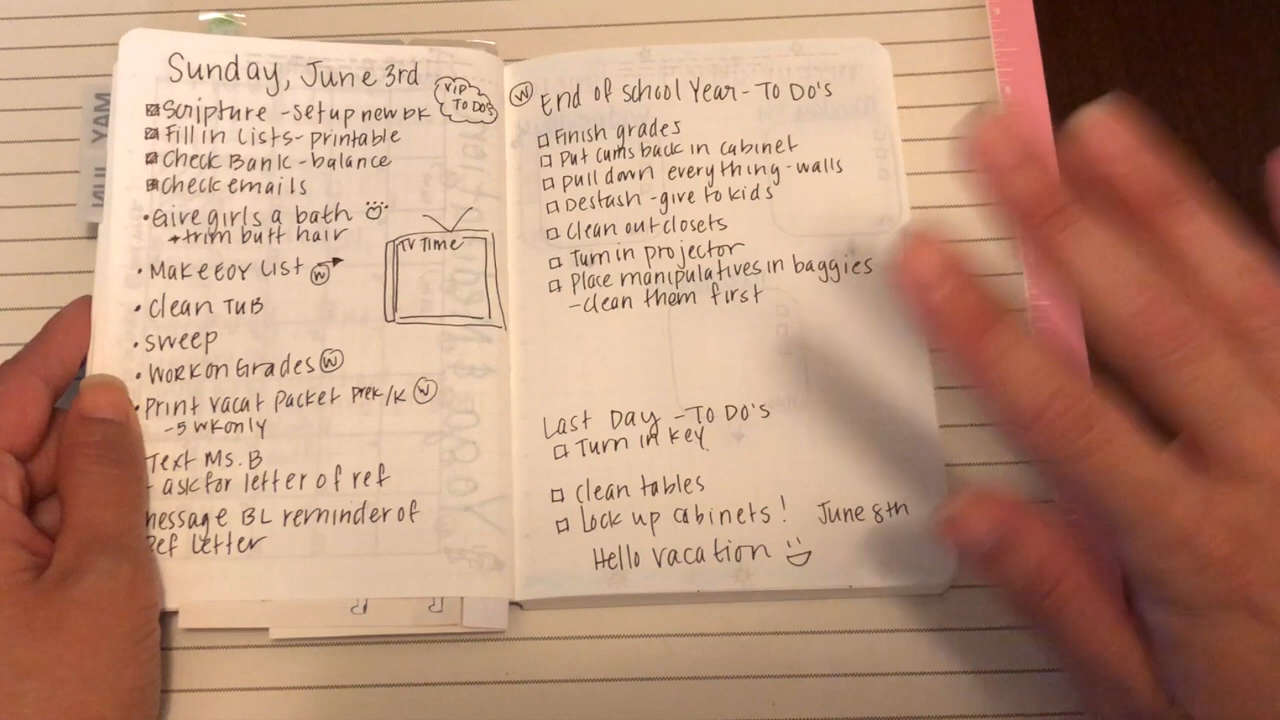 Sunday, June 3rd
VIP
TO DO'S
Scripture - Setup new bk
Fill in Lists - printable
Check Bank - balance
Check emails
• Give girls a bath
trim butt hair
• Make EOY List W
• Clean TUB
• Sweep
• Work on Grades W
• Print vacat packet Prek/K W
- 5 WK only
Text Ms. B
- ask for letter of ref
message BL reminder of
Ref Letter
TV Time
W End of school Year - TO DO'S
Finish grades
Put cums back in cabinet
pull down everything - walls
Destash - give to kids
Clean out closets
Turn in projector
Place manipulatives in baggies
- clean them first
Last Day - TO DO'S
Turn in key
Clean tables
Lock up cabinets! June 8th
Hello vacation
MAY